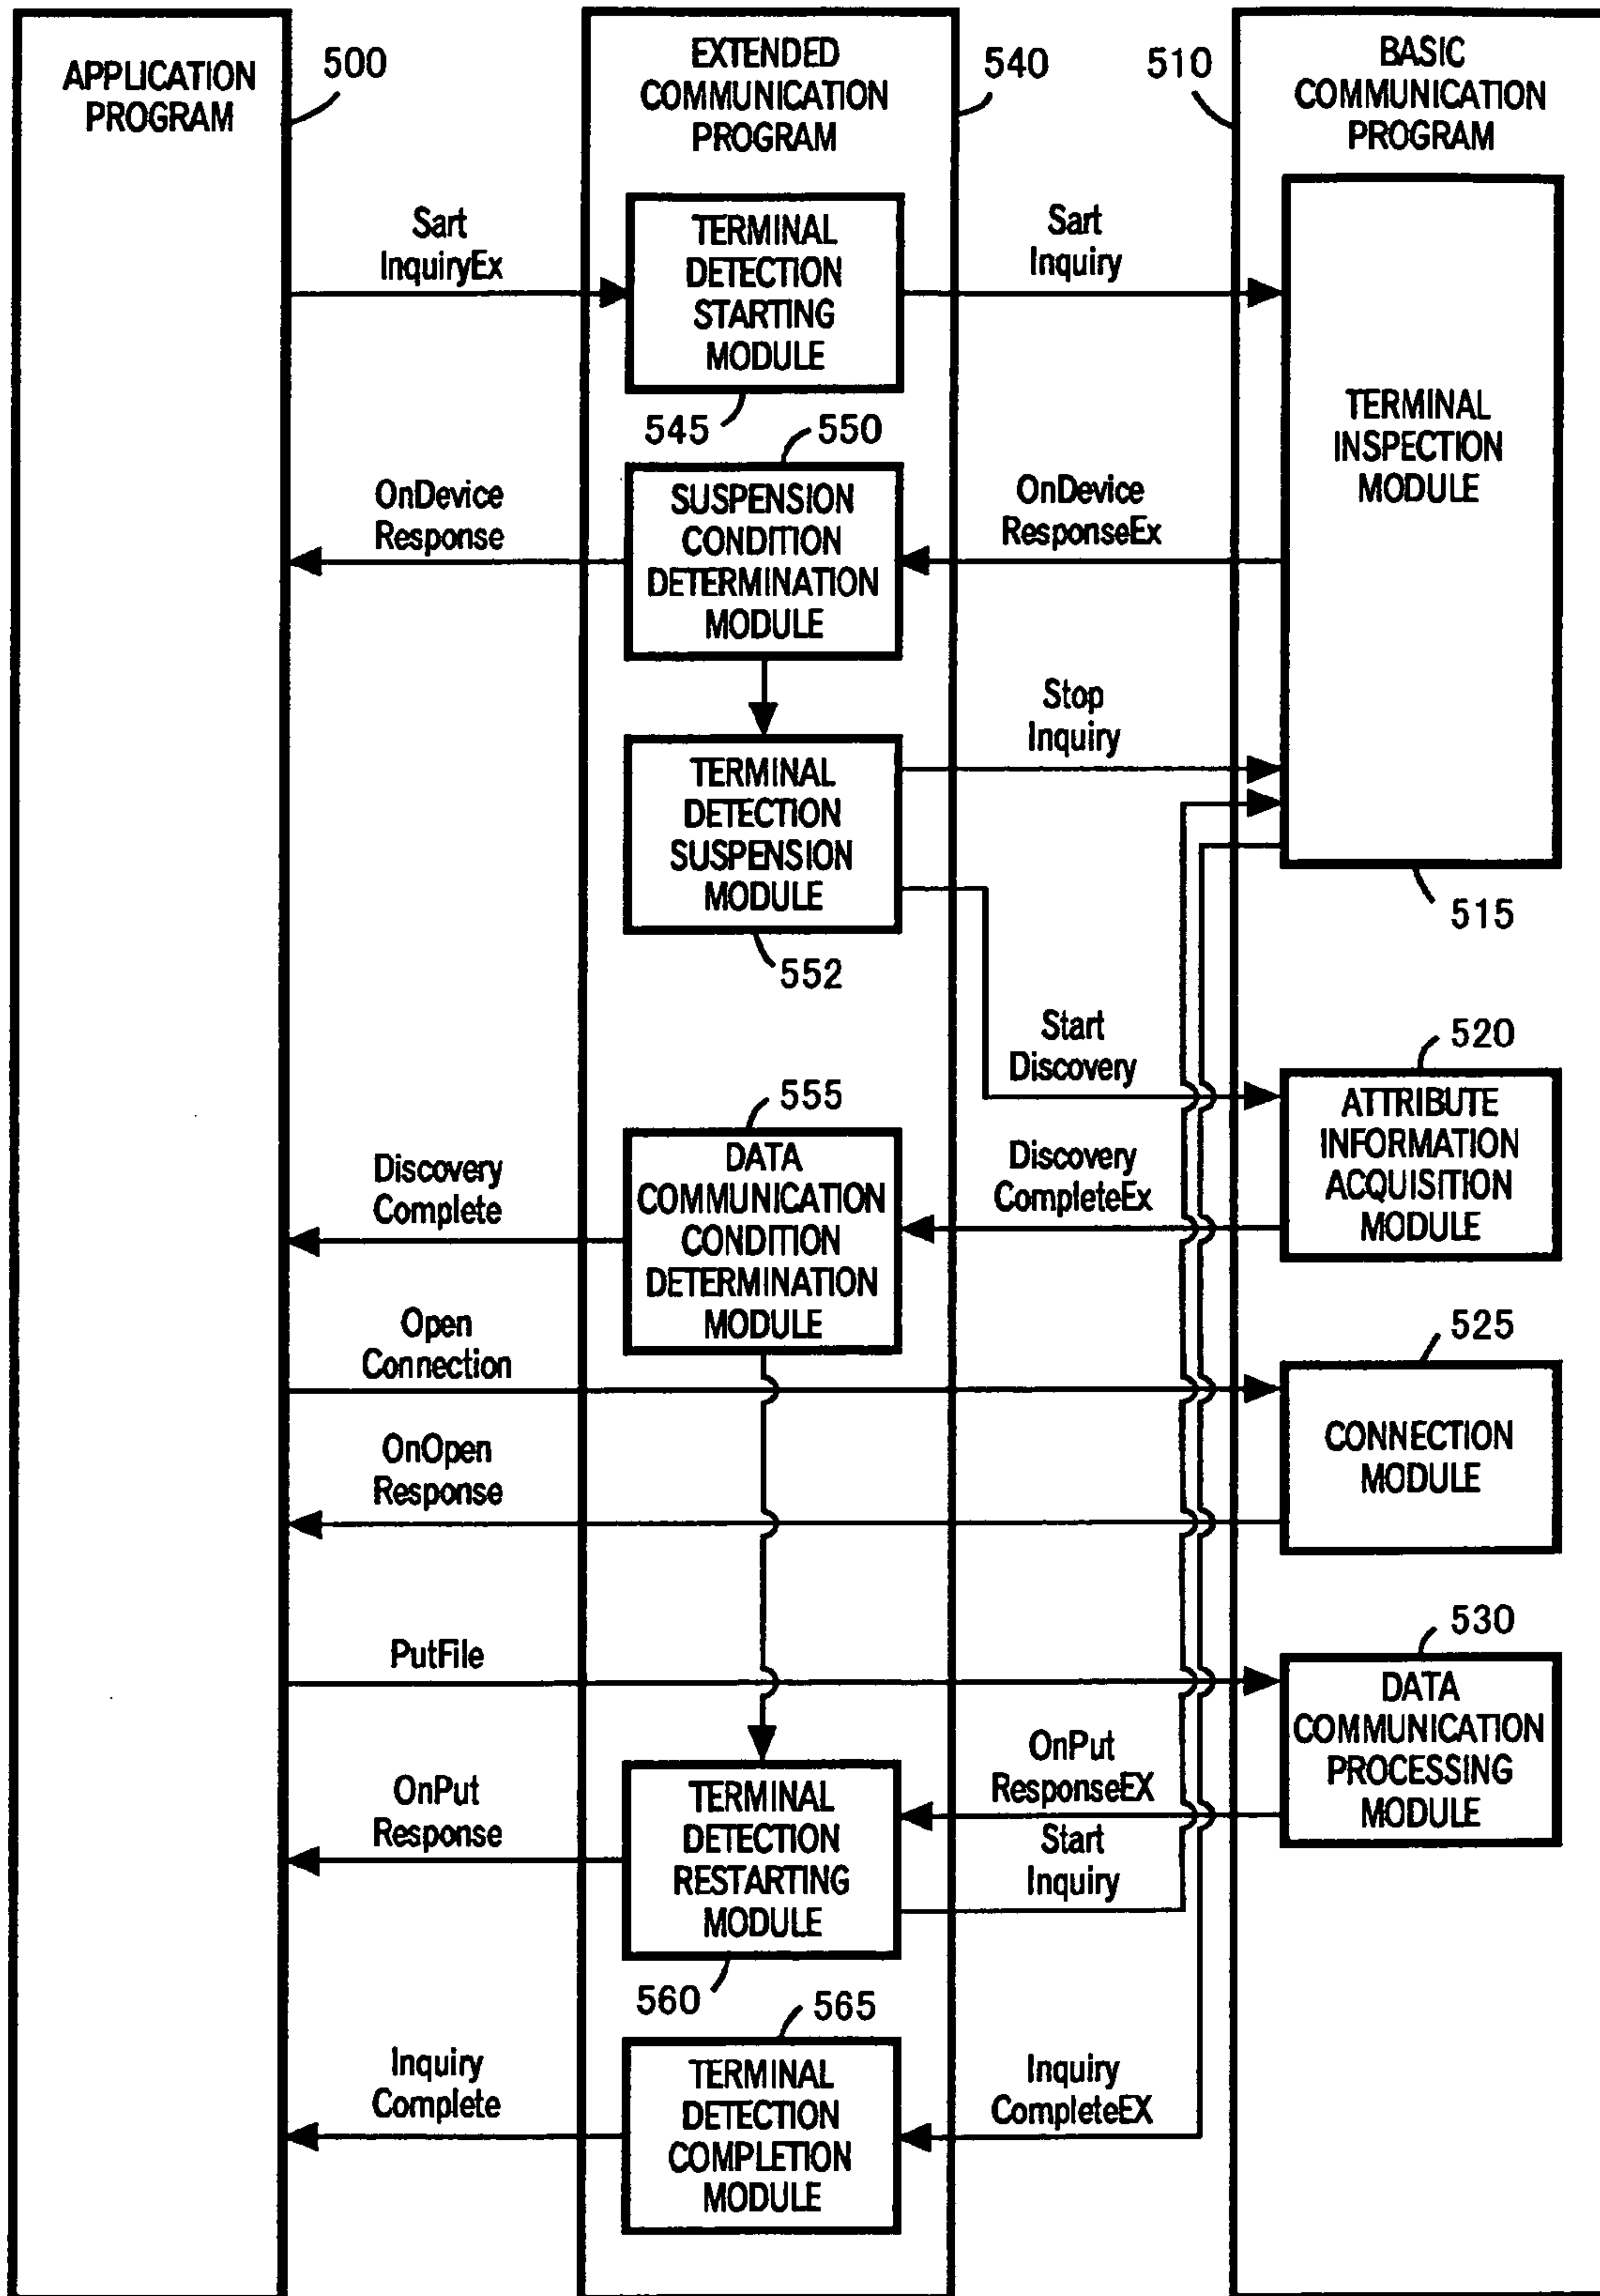 APPLICATION
PROGRAM
500
EXTENDED
COMMUNICATION
PROGRAM
540
510
BASIC
COMMUNICATION
PROGRAM
Sart
InquiryEx
TERMINAL
DETECTION
STARTING
MODULE
545
Sart
Inquiry
TERMINAL
INSPECTION
MODULE
515
OnDevice
Response
550
SUSPENSION
CONDITION
DETERMINATION
MODULE
OnDevice
ResponseEx
TERMINAL
DETECTION
SUSPENSION
MODULE
552
Stop
Inquiry
Start
Discovery
520
ATTRIBUTE
INFORMATION
ACQUISITION
MODULE
Discovery
Complete
555
DATA
COMMUNICATION
CONDITION
DETERMINATION
MODULE
Discovery
CompleteEx
Open
Connection
525
CONNECTION
MODULE
OnOpen
Response
PutFile
530
DATA
COMMUNICATION
PROCESSING
MODULE
OnPut
Response
TERMINAL
DETECTION
RESTARTING
MODULE
560
OnPut
ResponseEX
Start
Inquiry
Inquiry
Complete
565
TERMINAL
DETECTION
COMPLETION
MODULE
Inquiry
CompleteEX